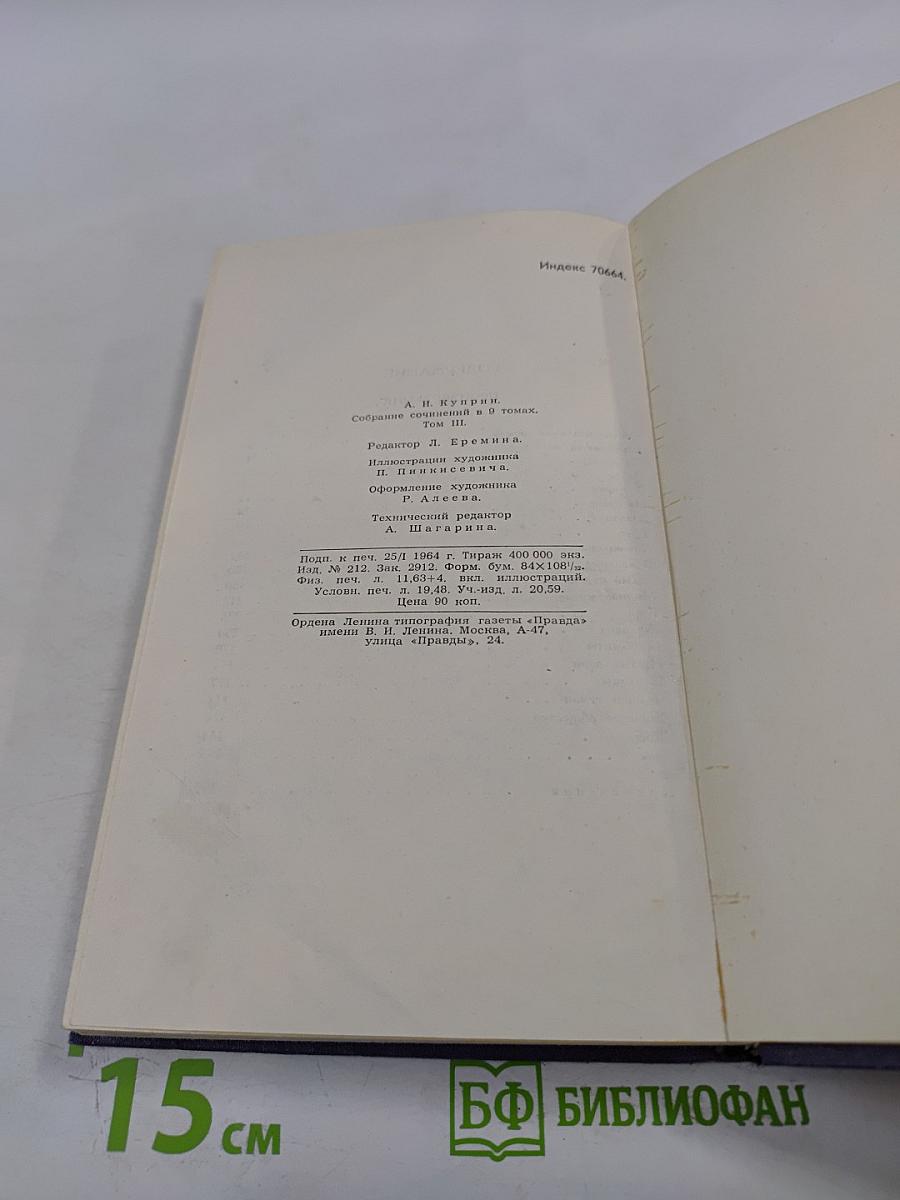 Индекс 70664.
А. И. Куприн.
Собрание сочинений в 9 томах.
Том III.
Редактор Л. Еремина.
Иллюстрации художника
П. Пинкисевича.
Оформление художника
Р. Алеева.
Технический редактор
А. Шагарина.
Подп. к печ. 25/I 1964 г. Тираж 400 000 экз.
Изд. № 212. Зак. 2912. Форм. бум. 84×108¹/₃₂.
Физ. печ. л. 11,63+4. вкл. иллюстраций.
Условн. печ. л. 19,48. Уч.-изд. л. 20,59.
Цена 90 коп.
Ордена Ленина типография газеты «Правда»
имени В. И. Ленина. Москва, А-47,
улица «Правды», 24.
15 см
БФ БИБЛИОФАН